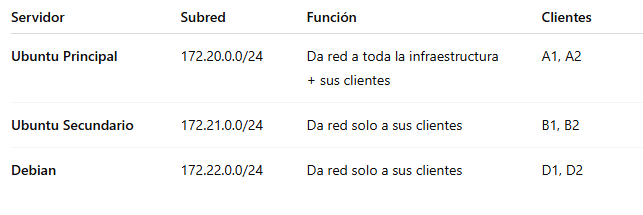 Servidor Subred Función Clientes
Ubuntu Principal 172.20.0.0/24 Da red a toda la infraestructura A1, A2
+ sus clientes
Ubuntu Secundario 172.21.0.0/24 Da red solo a sus clientes B1, B2
Debian 172.22.0.0/24 Da red solo a sus clientes D1, D2